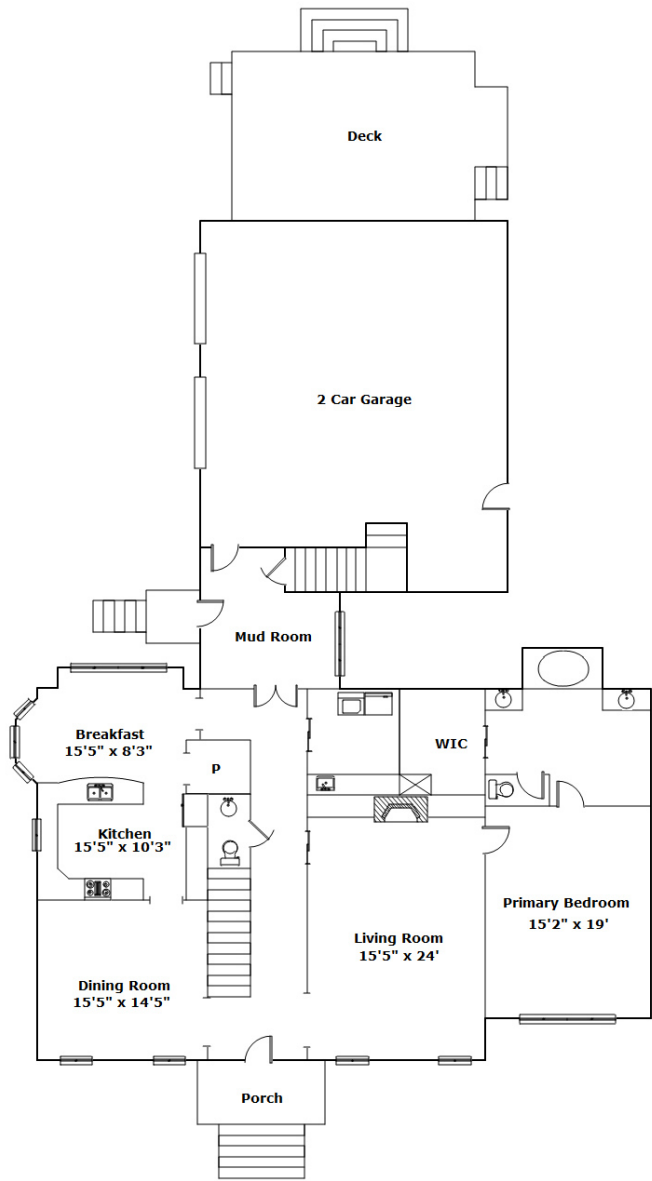 Deck
2 Car Garage
Mud Room
Breakfast
15'5" x 8'3"
WIC
P
Kitchen
15'5" x 10'3"
Primary Bedroom
15'2" x 19'
Living Room
15'5" x 24'
Dining Room
15'5" x 14'5"
Porch